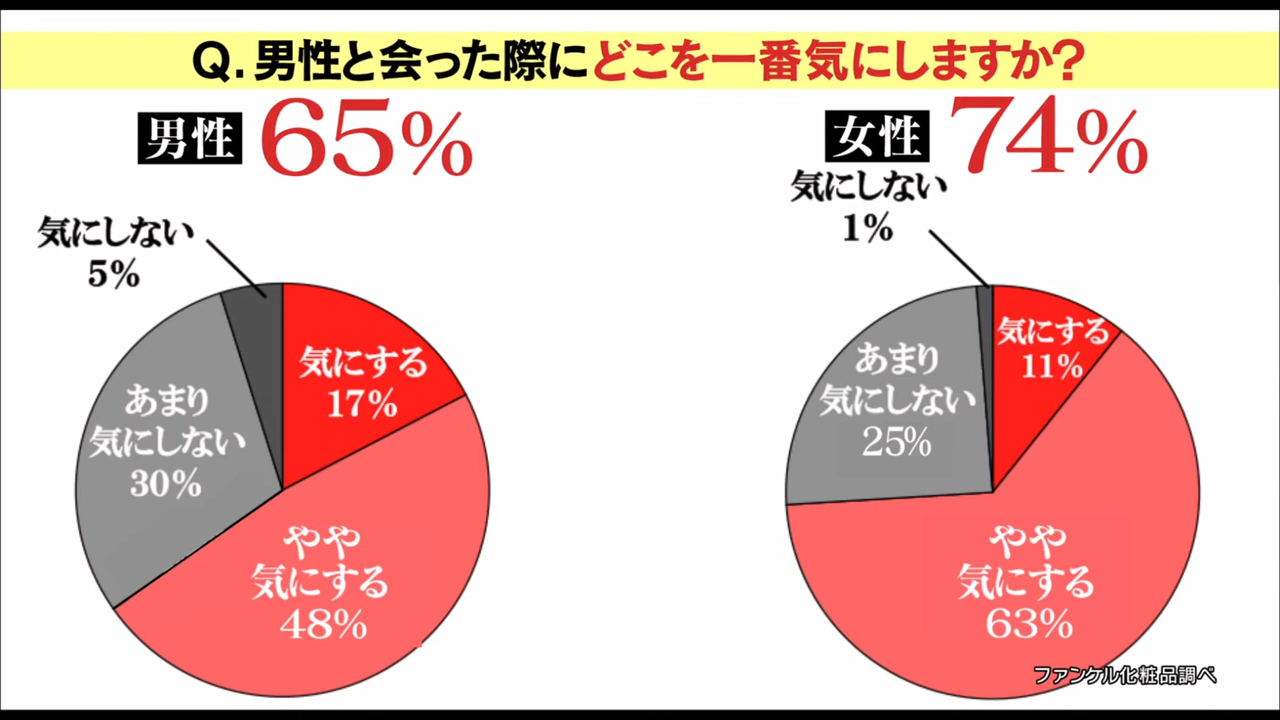 Q.男性と会った際にどこを一番気にしますか?
男性 65%
気にしない
5%
気にする
17%
あまり
気にしない
30%
やや
気にする
48%
女性 74%
気にしない
1%
気にする
11%
あまり
気にしない
25%
やや
気にする
63%
ファンケル化粧品調べ